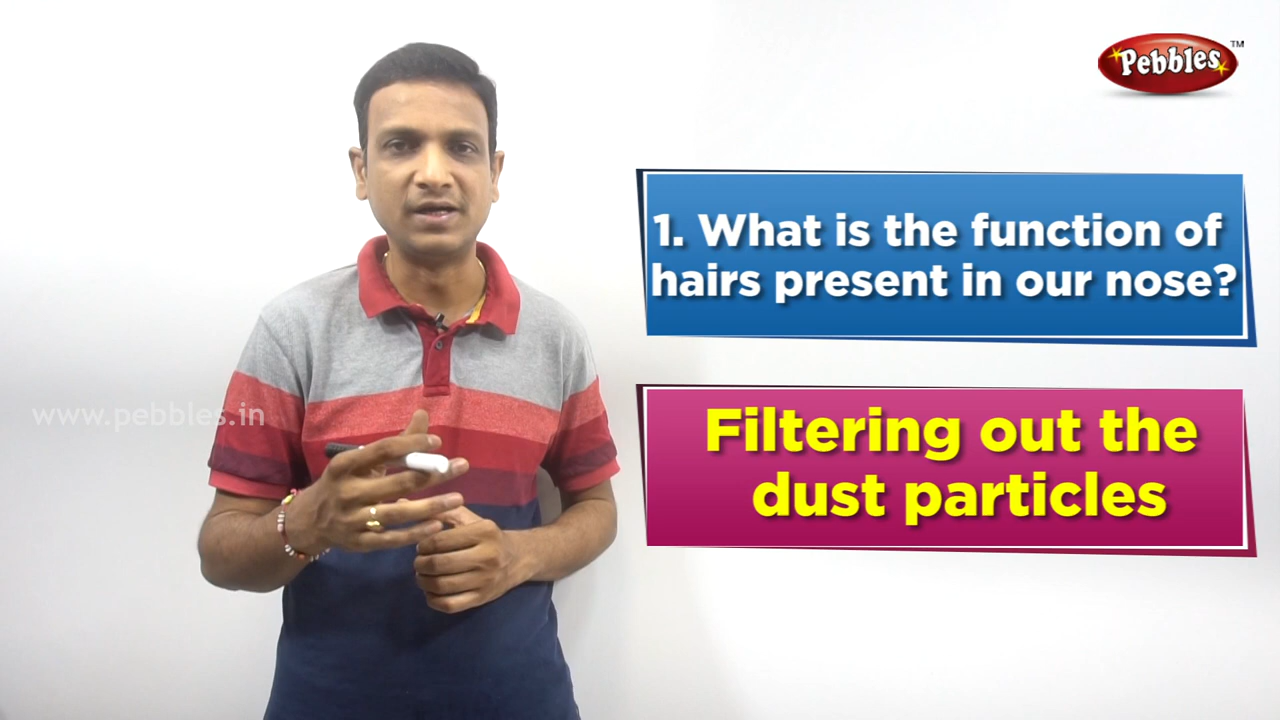 Pebbles TM
1. What is the function of
hairs present in our nose?
www.pebbles.in
Filtering out the
dust particles